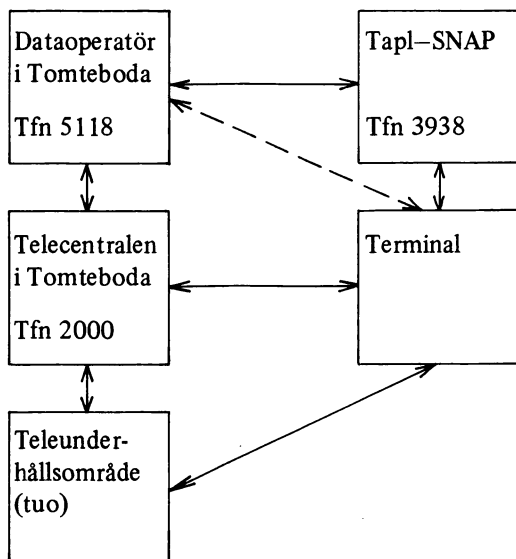 Dataoperatör
i Tomteboda
Tfn 5118
Tapl–SNAP
Tfn 3938
Telecentralen
i Tomteboda
Tfn 2000
Terminal
Teleunder-
hållsområde
(tuo)